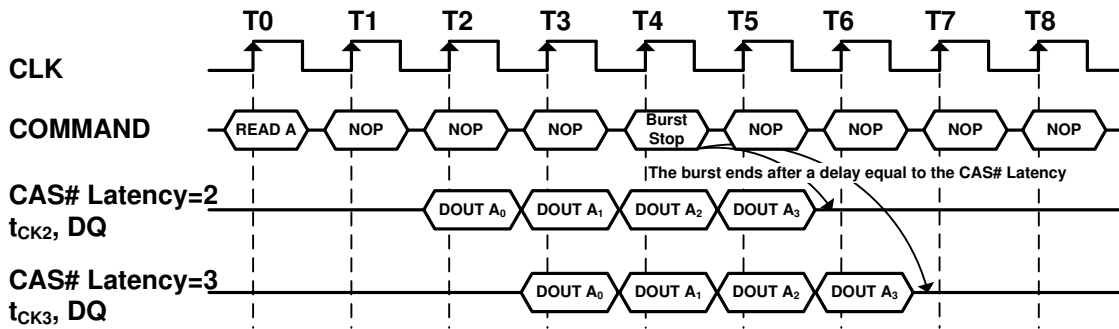 T0 T1 T2 T3 T4 T5 T6 T7 T8
CLK
COMMAND READ A NOP NOP NOP Burst Stop NOP NOP NOP NOP
The burst ends after a delay equal to the CAS# Latency
CAS# Latency=2
tCK2, DQ DOUT A0 DOUT A1 DOUT A2 DOUT A3
CAS# Latency=3
tCK3, DQ DOUT A0 DOUT A1 DOUT A2 DOUT A3